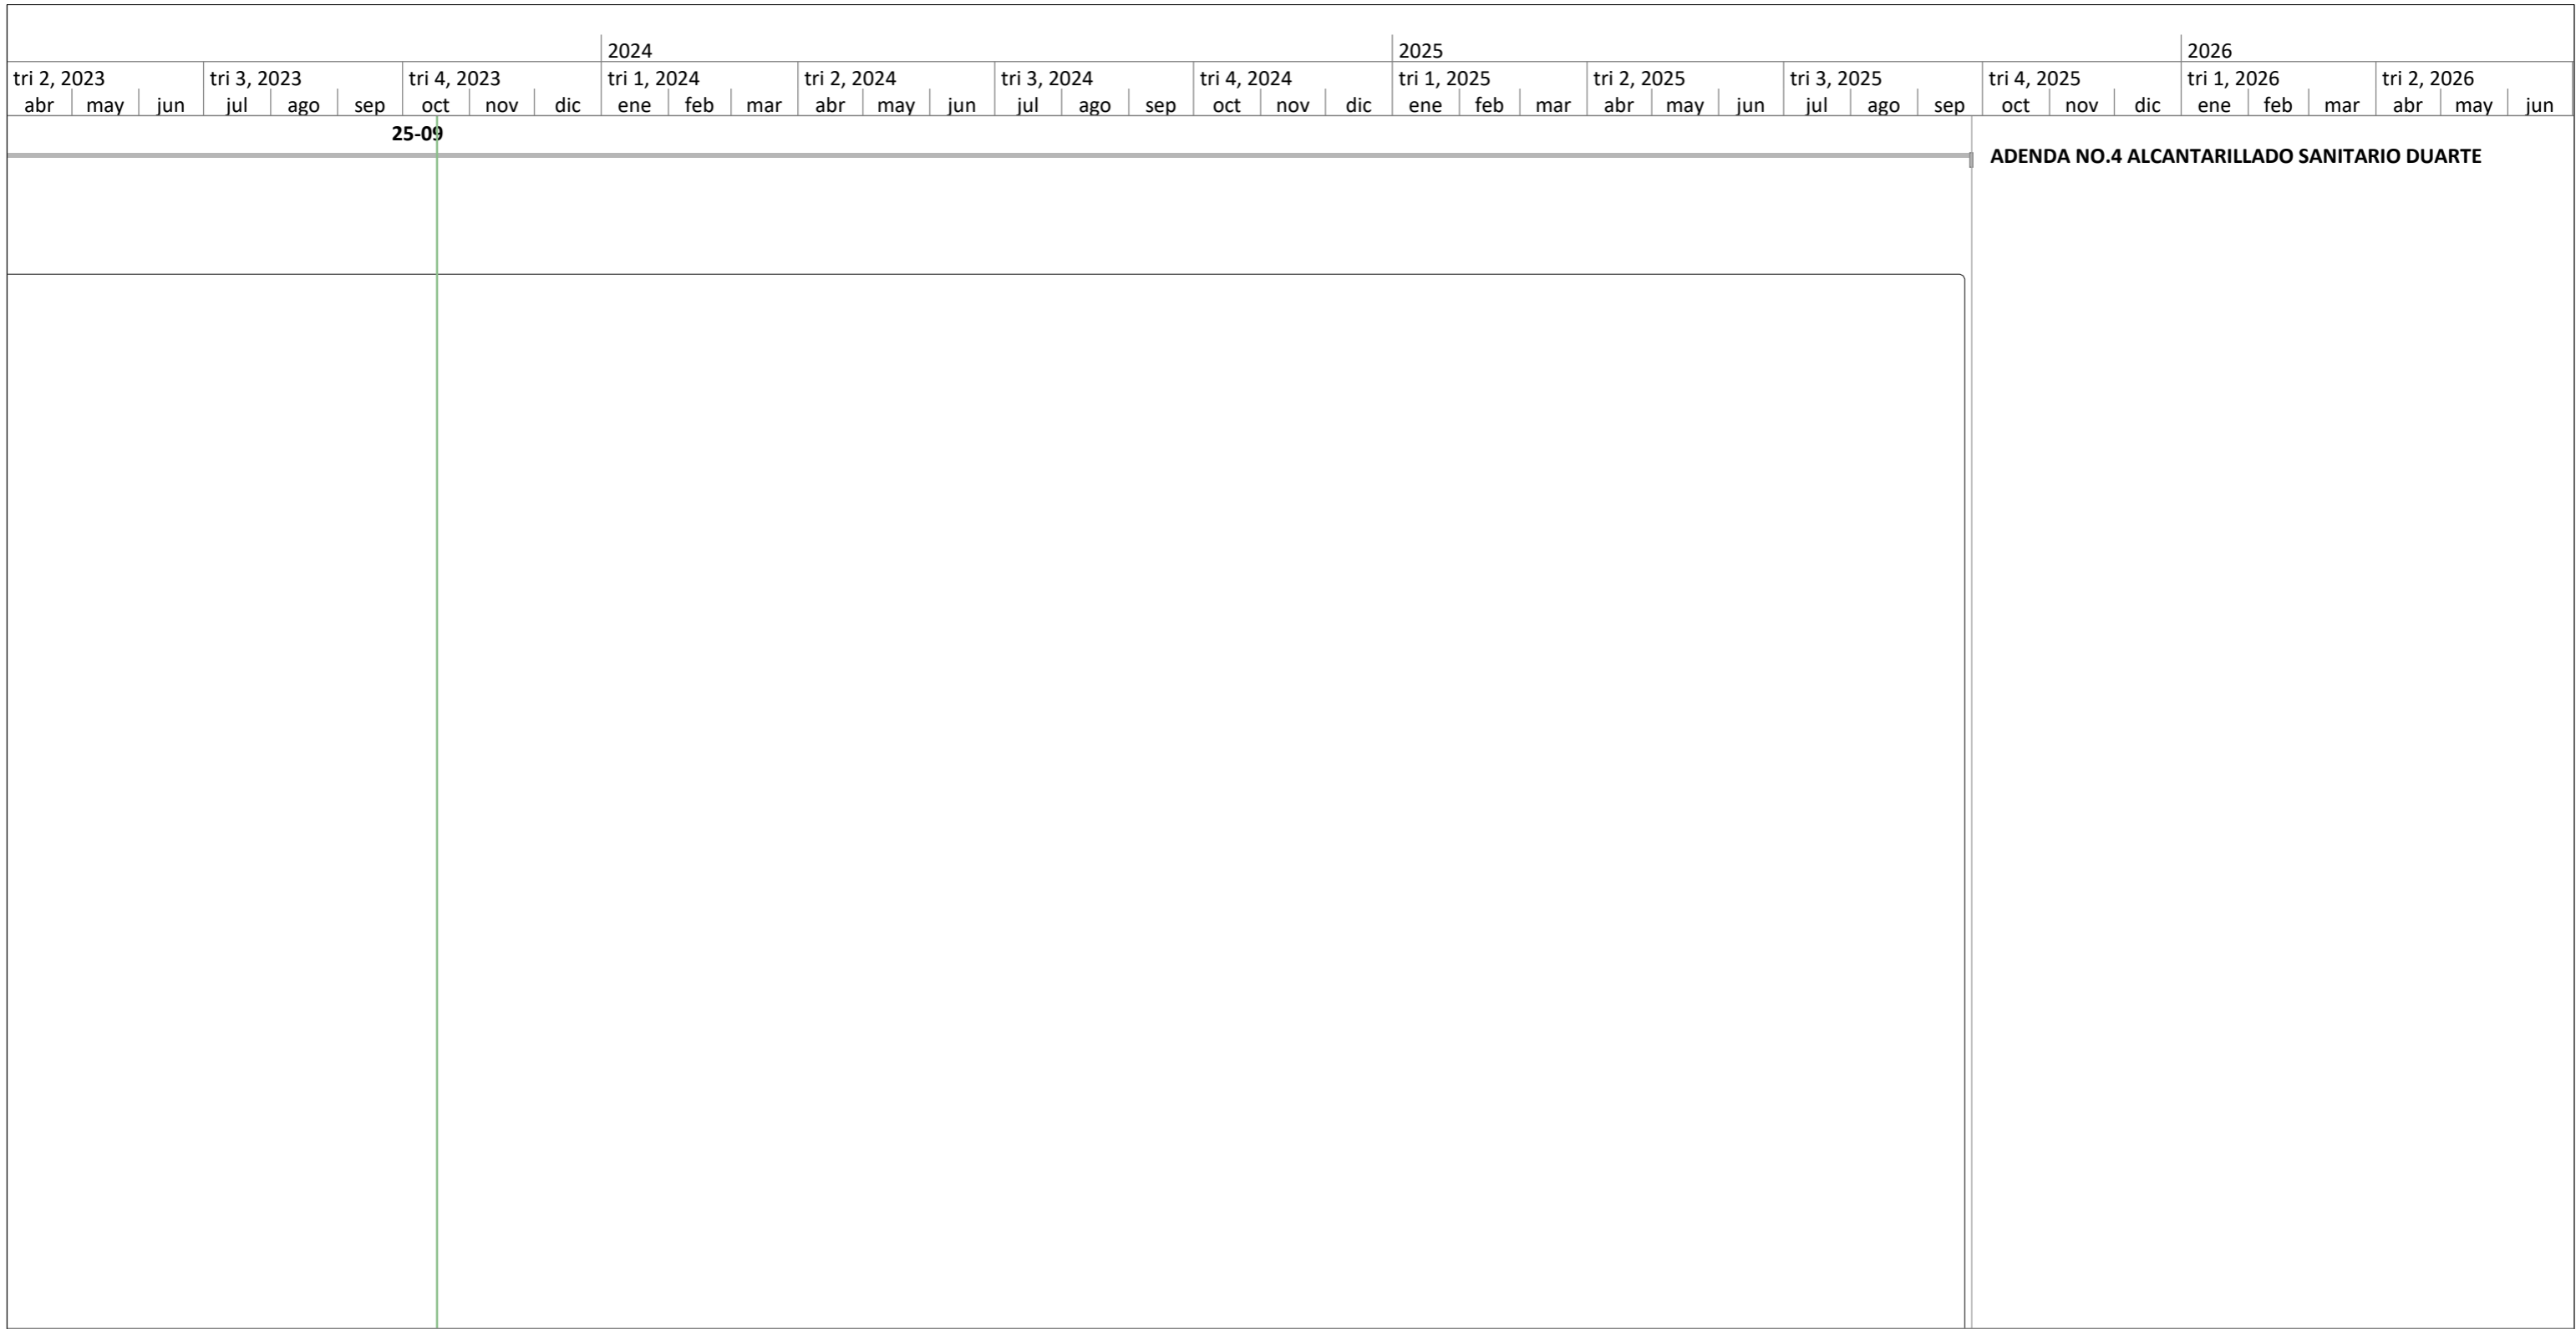 2024 2025 2026
tri 2, 2023 tri 3, 2023 tri 4, 2023 tri 1, 2024 tri 2, 2024 tri 3, 2024 tri 4, 2024 tri 1, 2025 tri 2, 2025 tri 3, 2025 tri 4, 2025 tri 1, 2026 tri 2, 2026
abr may jun jul ago sep oct nov dic ene feb mar abr may jun jul ago sep oct nov dic ene feb mar abr may jun jul ago sep oct nov dic ene feb mar abr may jun
25-09
ADENDA NO.4 ALCANTARILLADO SANITARIO DUARTE